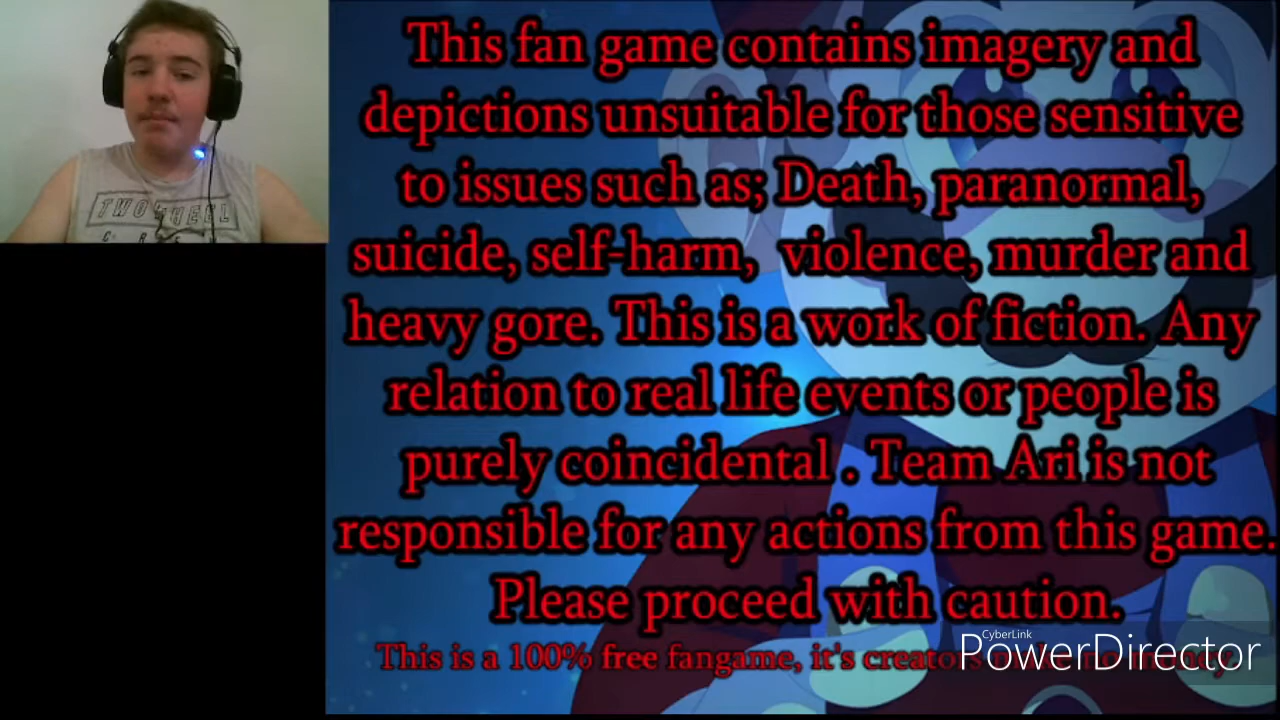 This fan game contains imagery and
depictions unsuitable for those sensitive
to issues such as; Death, paranormal,
suicide, self-harm, violence, murder and
heavy gore. This is a work of fiction. Any
relation to real life events or people is
purely coincidental . Team Ari is not
responsible for any actions from this game.
Please proceed with caution.
This is a 100% free fangame, it's creators
CyberLink
PowerDirector
TWO WHEEL